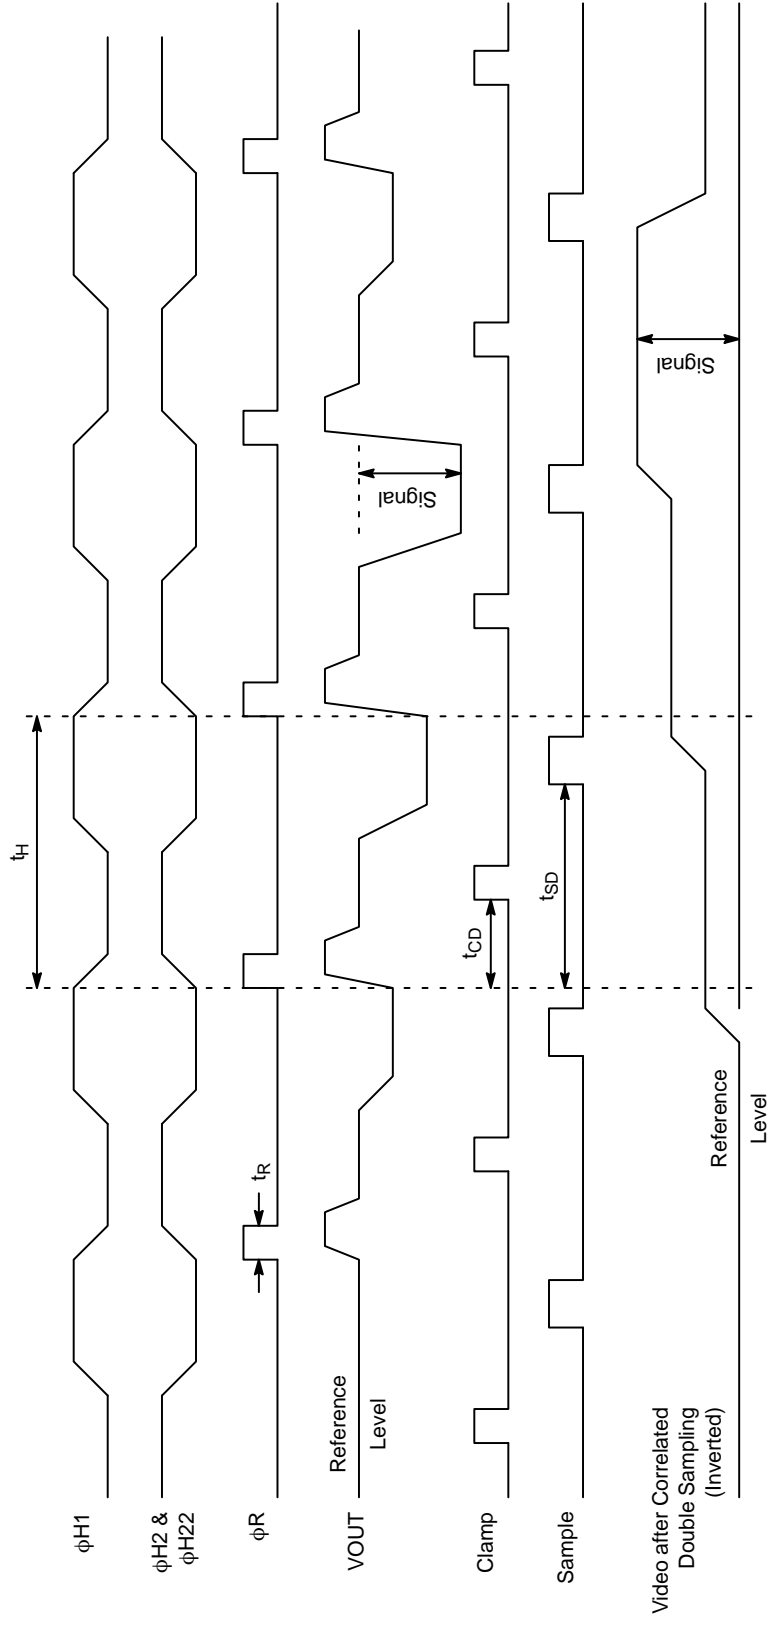 tH
ϕH1
ϕH2 &
ϕH22
tR
ϕR
Reference
Level
Signal
VOUT
tCD
Clamp
tSD
Sample
Reference
Level
Signal
Video after Correlated
Double Sampling
(Inverted)